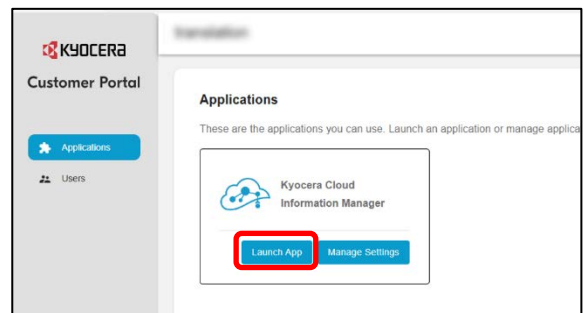 KYOCERA
Customer Portal
Applications
Users
translation
Applications
These are the applications you can use. Launch an application or manage applica
Kyocera Cloud
Information Manager
Launch App
Manage Settings